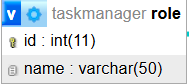 v taskmanager role
id : int(11)
name : varchar(50)